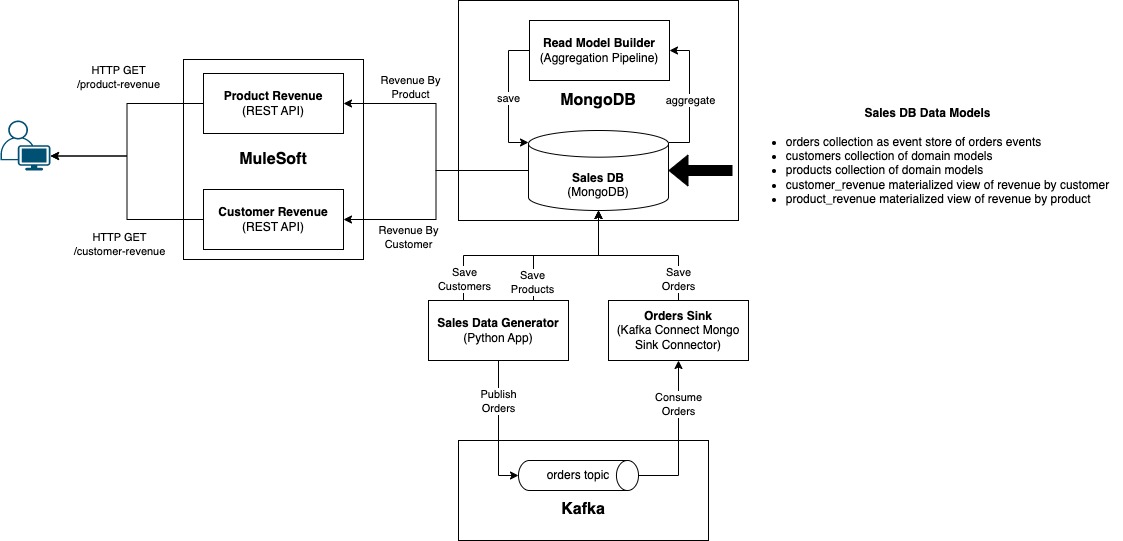 HTTP GET
/product-revenue
Product Revenue
(REST API)
MuleSoft
Customer Revenue
(REST API)
HTTP GET
/customer-revenue
Revenue By
Product
Revenue By
Customer
Read Model Builder
(Aggregation Pipeline)
save
MongoDB
aggregate
Sales DB
(MongoDB)
Sales DB Data Models
• orders collection as event store of orders events
• customers collection of domain models
• products collection of domain models
• customer_revenue materialized view of revenue by customer
• product_revenue materialized view of revenue by product
Save
Customers
Save
Products
Save
Orders
Sales Data Generator
(Python App)
Orders Sink
(Kafka Connect Mongo
Sink Connector)
Publish
Orders
Consume
Orders
orders topic
Kafka